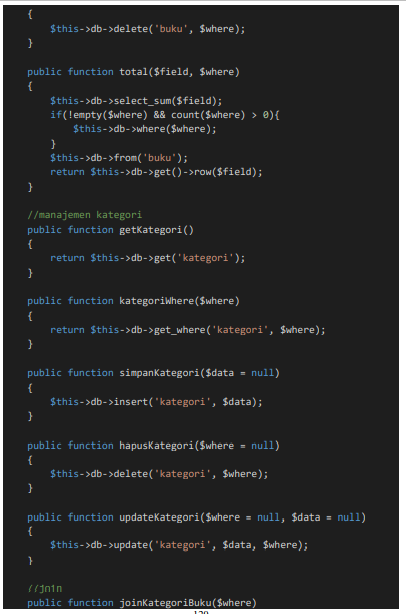 {
$this->db->delete('buku', $where);
}
public function total($field, $where)
{
$this->db->select_sum($field);
if(!empty($where) && count($where) > 0){
$this->db->where($where);
}
$this->db->from('buku');
return $this->db->get()->row($field);
}
//manajemen kategori
public function getKategori()
{
return $this->db->get('kategori');
}
public function kategoriWhere($where)
{
return $this->db->get_where('kategori', $where);
}
public function simpanKategori($data = null)
{
$this->db->insert('kategori', $data);
}
public function hapusKategori($where = null)
{
$this->db->delete('kategori', $where);
}
public function updateKategori($where = null, $data = null)
{
$this->db->update('kategori', $data, $where);
}
//join
public function joinKategoriBuku($where)